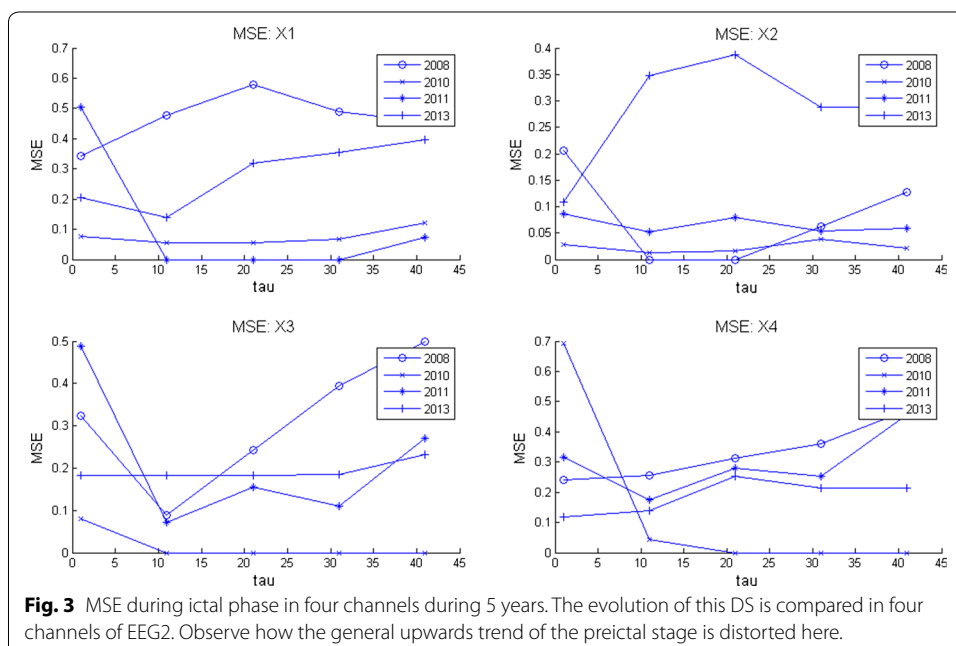 MSE: X1
0.7
0.6
0.5
0.4
0.3
0.2
0.1
0
MSE
0 5 10 15 20 25 30 35 40 45
tau
2008
2010
2011
2013
MSE: X2
0.4
0.35
0.3
0.25
0.2
0.15
0.1
0.05
0
MSE
0 5 10 15 20 25 30 35 40 45
tau
2008
2010
2011
2013
MSE: X3
0.5
0.4
0.3
0.2
0.1
0
MSE
0 5 10 15 20 25 30 35 40 45
tau
2008
2010
2011
2013
MSE: X4
0.7
0.6
0.5
0.4
0.3
0.2
0.1
0
MSE
0 5 10 15 20 25 30 35 40 45
tau
2008
2010
2011
2013
Fig. 3 MSE during ictal phase in four channels during 5 years. The evolution of this DS is compared in four
channels of EEG2. Observe how the general upwards trend of the preictal stage is distorted here.